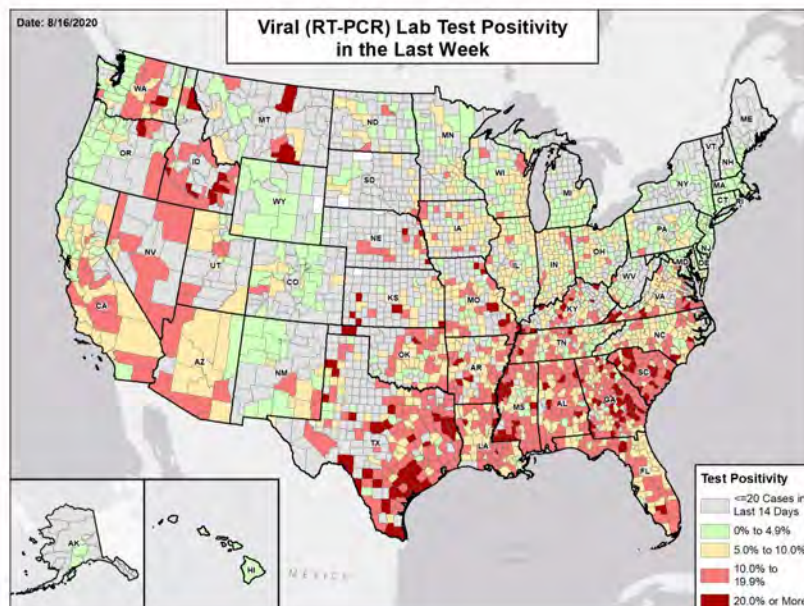 Date: 8/16/2020
Viral (RT-PCR) Lab Test Positivity
in the Last Week
WA
MT
ND
MN
ME
OR
ID
SD
WI
MI
VT
NH
NY
MA
CT
RI
WY
IA
PA
NJ
NE
NV
UT
CO
IL
IN
OH
MD
DE
WV
VA
CA
KS
MO
KY
NC
AZ
NM
OK
TN
AR
SC
MS
AL
GA
TX
LA
FL
AK
HI
MEXICO
Test Positivity
<=20 Cases in
Last 14 Days
0% to 4.9%
5.0% to 10.0%
10.0% to
19.9%
20.0% or More